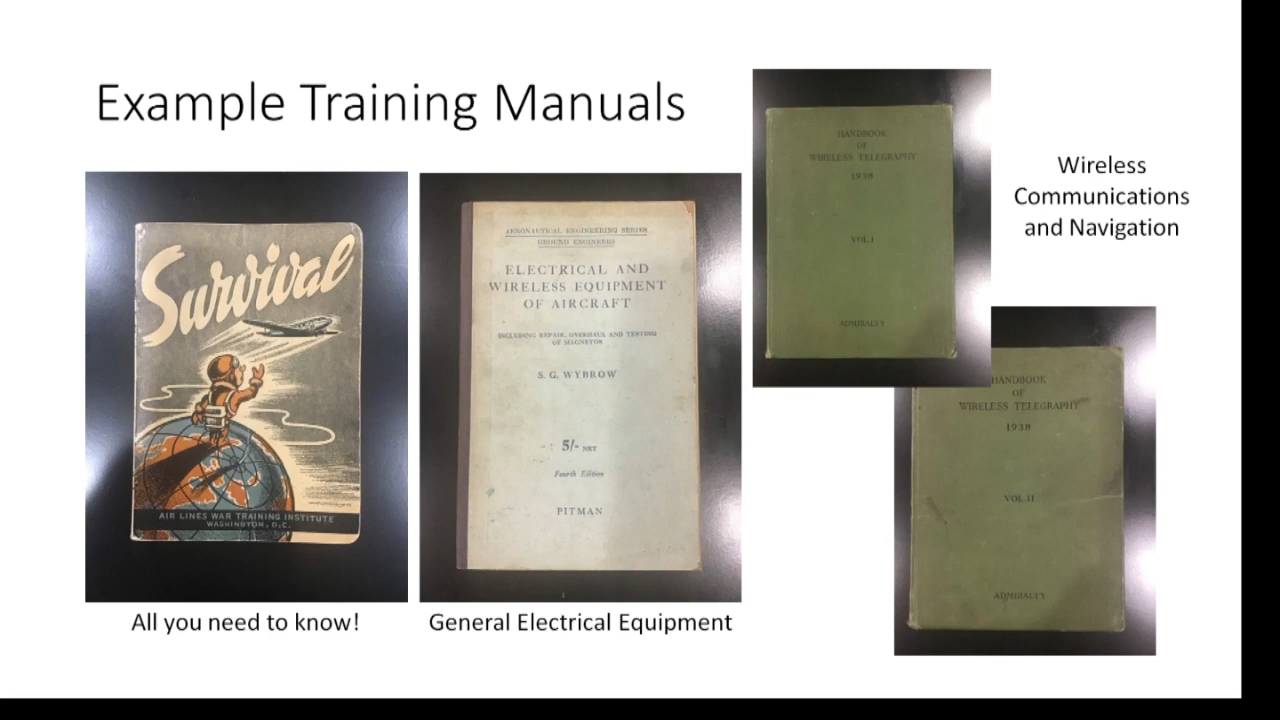 Example Training Manuals
Survival
AIR LINES WAR TRAINING INSTITUTE
WASHINGTON, D.C.
All you need to know!
AERONAUTICAL ENGINEERING SERIES
GROUND ENGINEERS
ELECTRICAL AND
WIRELESS EQUIPMENT
OF AIRCRAFT
INCLUDING REPAIR, OVERHAUL AND TESTING
OF MAGNETOS
S. G. WYBROW
5/- NET
Fourth Edition
PITMAN
General Electrical Equipment
HANDBOOK
OF
WIRELESS TELEGRAPHY
1938
VOL. I
ADMIRALTY
Wireless
Communications
and Navigation
HANDBOOK
OF
WIRELESS TELEGRAPHY
1938
VOL. II
ADMIRALTY